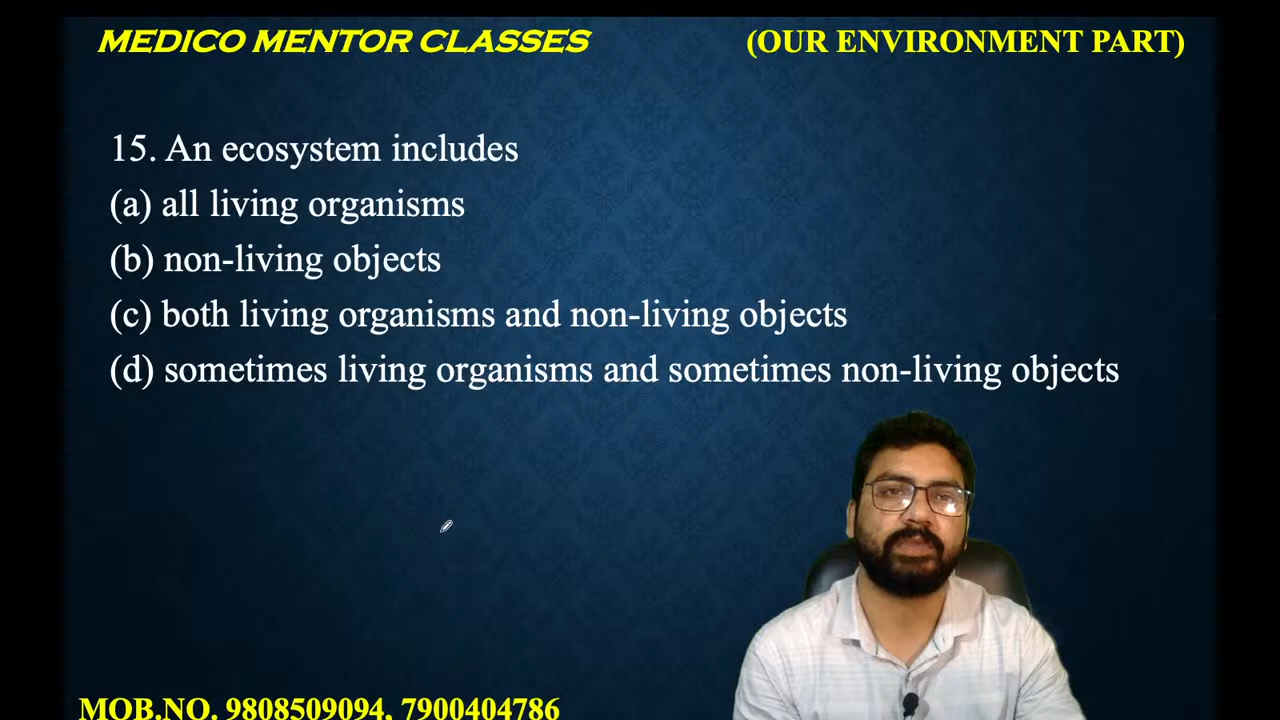 MEDICO MENTOR CLASSES (OUR ENVIRONMENT PART)
15. An ecosystem includes
(a) all living organisms
(b) non-living objects
(c) both living organisms and non-living objects
(d) sometimes living organisms and sometimes non-living objects
MOB.NO. 9808509094, 7900404786